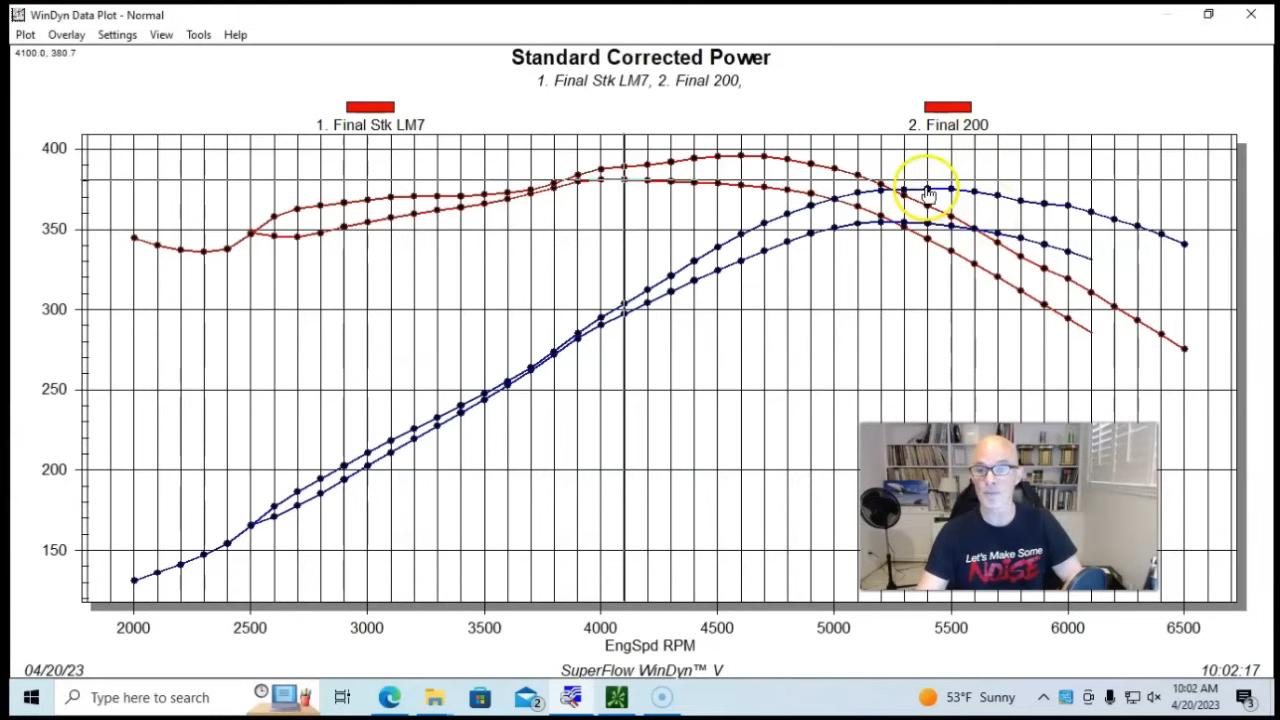 WinDyn Data Plot - Normal
Plot Overlay Settings View Tools Help
4100.0, 380.7
Standard Corrected Power
1. Final Stk LM7, 2. Final 200,
1. Final Stk LM7
2. Final 200
400
350
300
250
200
150
2000 2500 3000 3500 4000 4500 5000 5500 6000 6500
EngSpd RPM
Let's Make Some
NOISE
04/20/23 SuperFlow WinDyn™ V 10:02:17
Type here to search
2
53°F Sunny
10:02 AM
4/20/2023
3